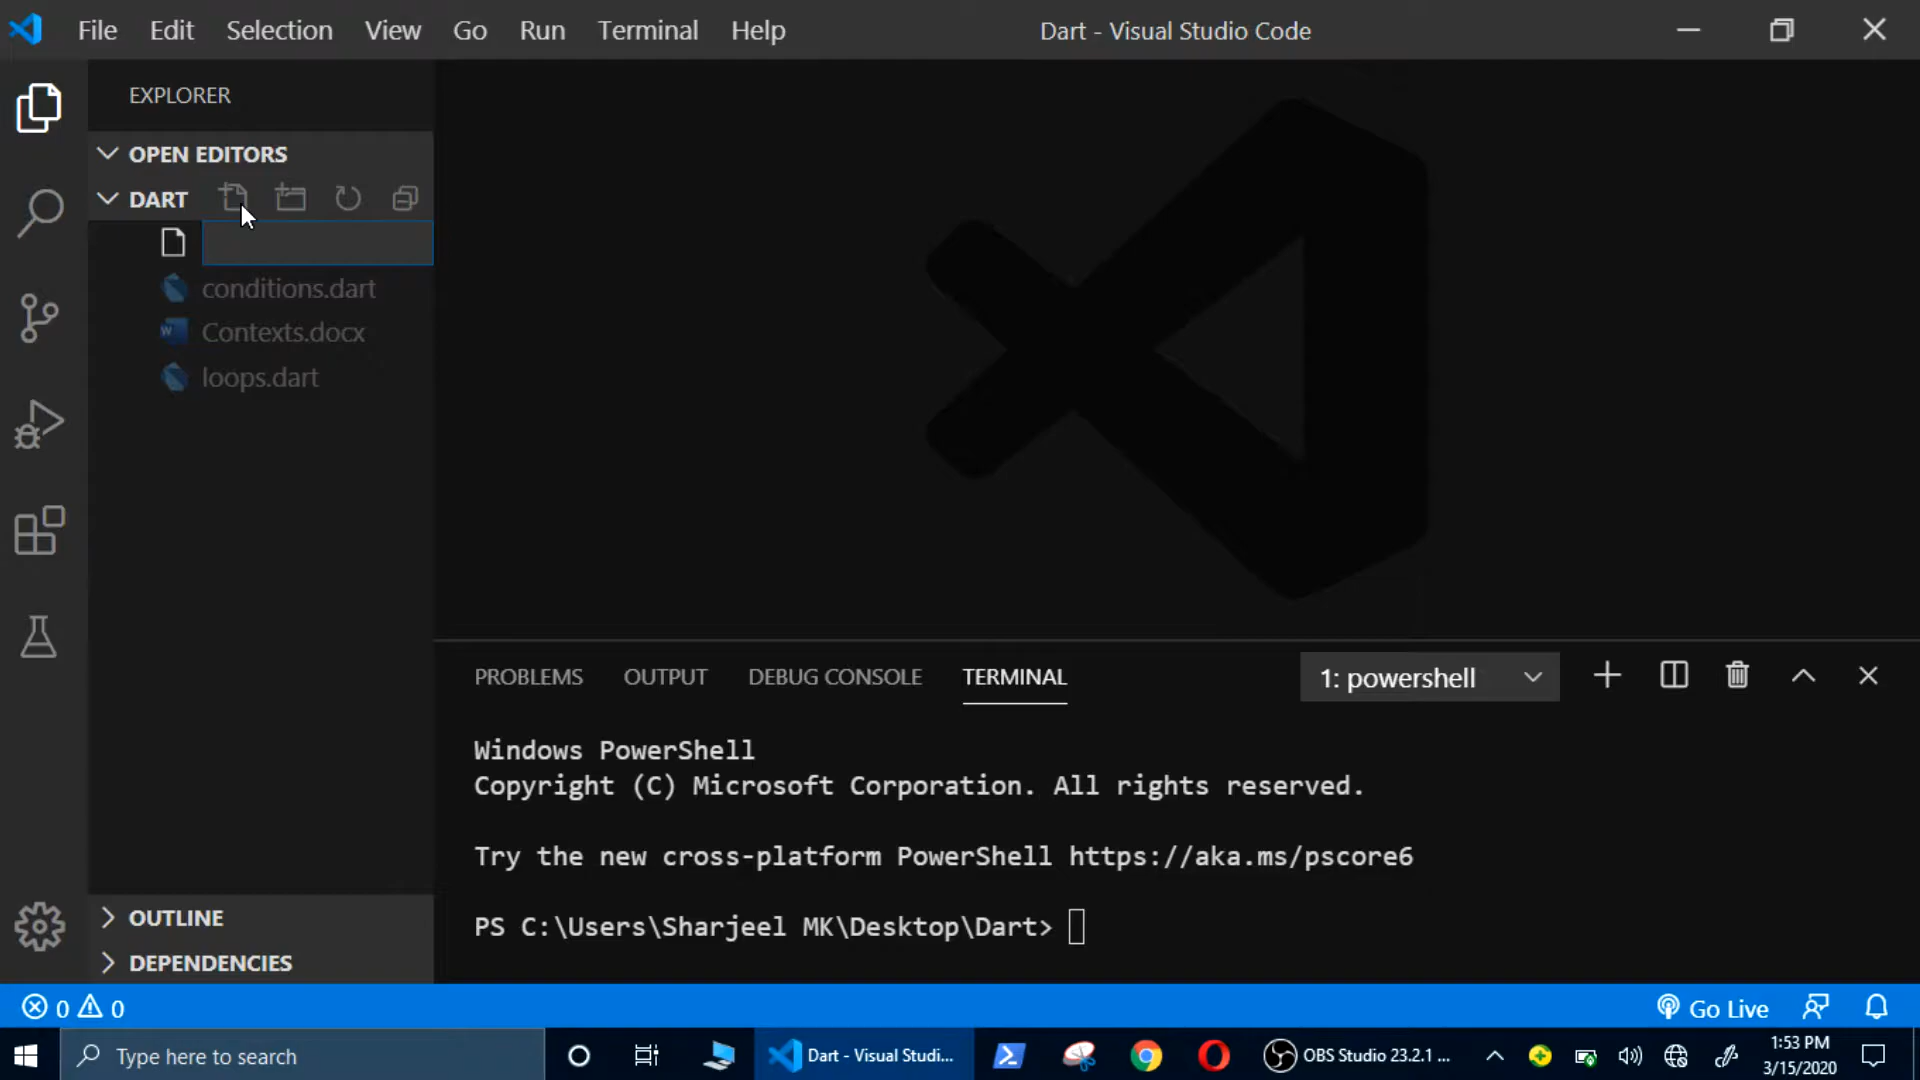 File Edit Selection View Go Run Terminal Help
Dart - Visual Studio Code
EXPLORER
OPEN EDITORS
DART
conditions.dart
Contexts.docx
loops.dart
OUTLINE
DEPENDENCIES
PROBLEMS OUTPUT DEBUG CONSOLE TERMINAL
1: powershell
Windows PowerShell
Copyright (C) Microsoft Corporation. All rights reserved.
Try the new cross-platform PowerShell https://aka.ms/pscore6
PS C:\Users\Sharjeel MK\Desktop\Dart>
0 0
Go Live
Type here to search
Dart - Visual Studi...
OBS Studio 23.2.1 ...
1:53 PM
3/15/2020